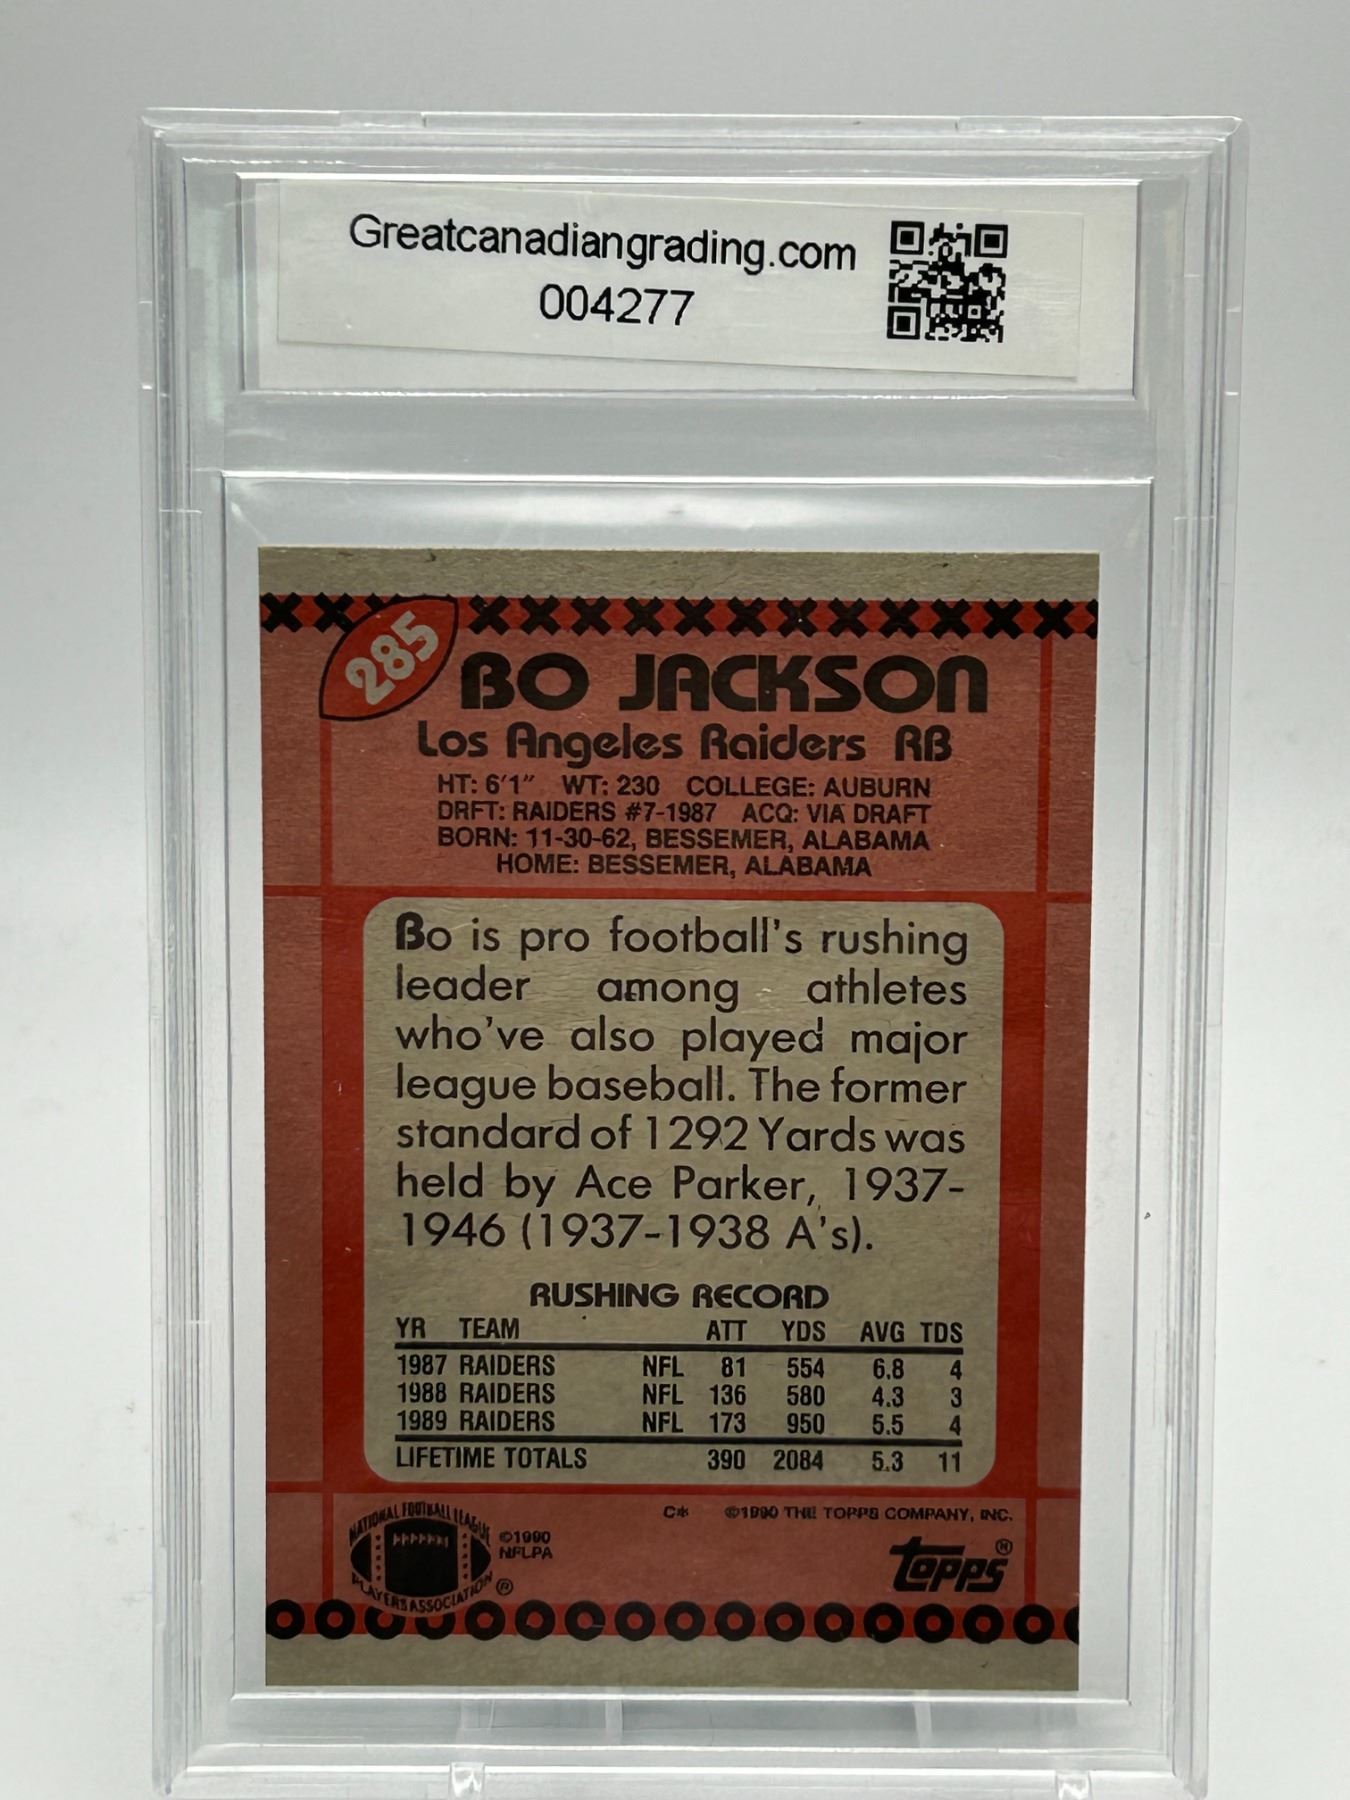 Greatcanadiangrading.com
004277
285
BO JACKSON
Los Angeles Raiders RB
HT: 6'1" WT: 230 COLLEGE: AUBURN
DRFT: RAIDERS #7-1987 ACQ: VIA DRAFT
BORN: 11-30-62, BESSEMER, ALABAMA
HOME: BESSEMER, ALABAMA
Bo is pro football's rushing
leader among athletes
who've also played major
league baseball. The former
standard of 1292 Yards was
held by Ace Parker, 1937-
1946 (1937-1938 A's).
RUSHING RECORD
YR TEAM ATT YDS AVG TDS
1987 RAIDERS NFL 81 554 6.8 4
1988 RAIDERS NFL 136 580 4.3 3
1989 RAIDERS NFL 173 950 5.5 4
LIFETIME TOTALS 390 2084 5.3 11
C* ©1990 THE TOPPS COMPANY, INC.
NATIONAL FOOTBALL LEAGUE
PLAYERS ASSOCIATION ®
©1990
NFLPA
topps ®